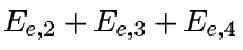 E_{e,2} + E_{e,3} + E_{e,4}